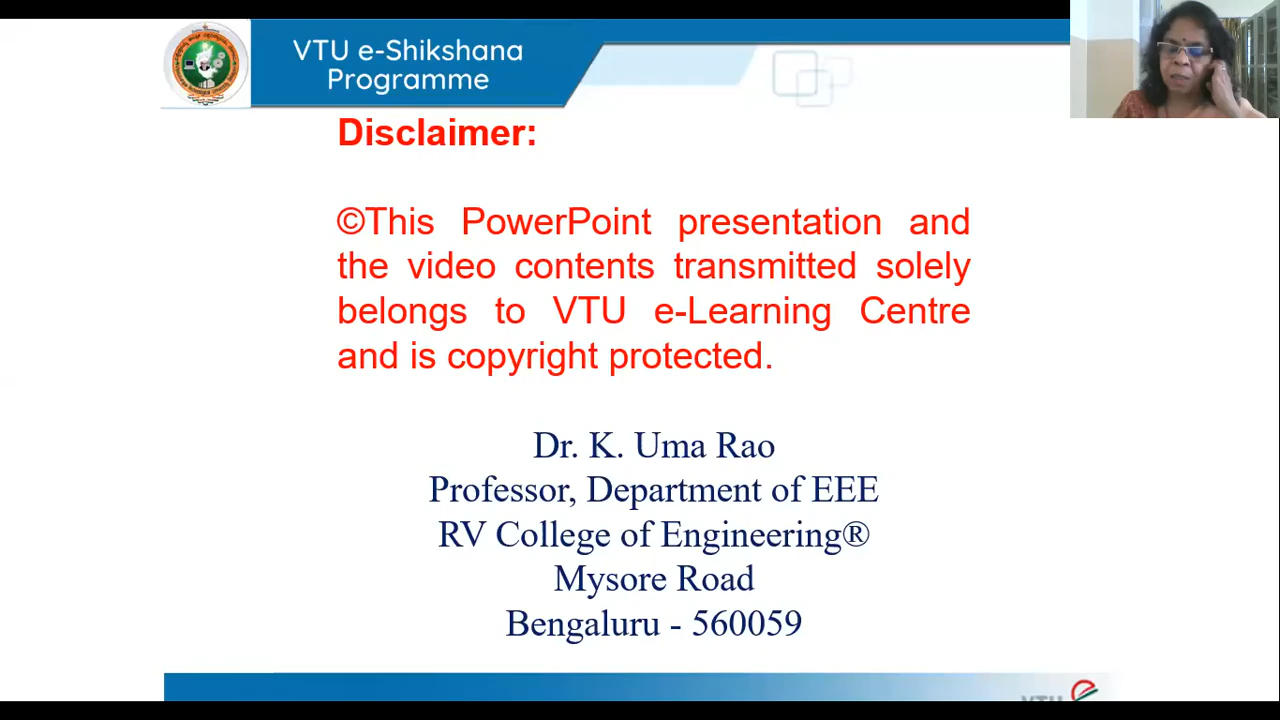 VTU e-Shikshana
Programme
Disclaimer:
©This PowerPoint presentation and
the video contents transmitted solely
belongs to VTU e-Learning Centre
and is copyright protected.
Dr. K. Uma Rao
Professor, Department of EEE
RV College of Engineering®
Mysore Road
Bengaluru - 560059
VTU